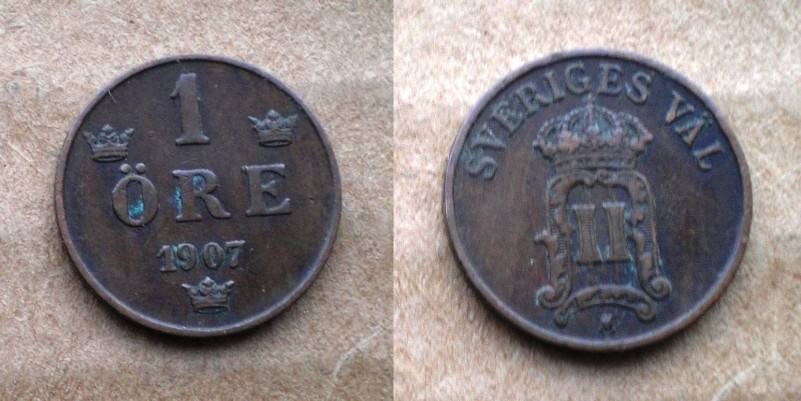 1
ÖRE
1907
SVERIGES VÄL
II